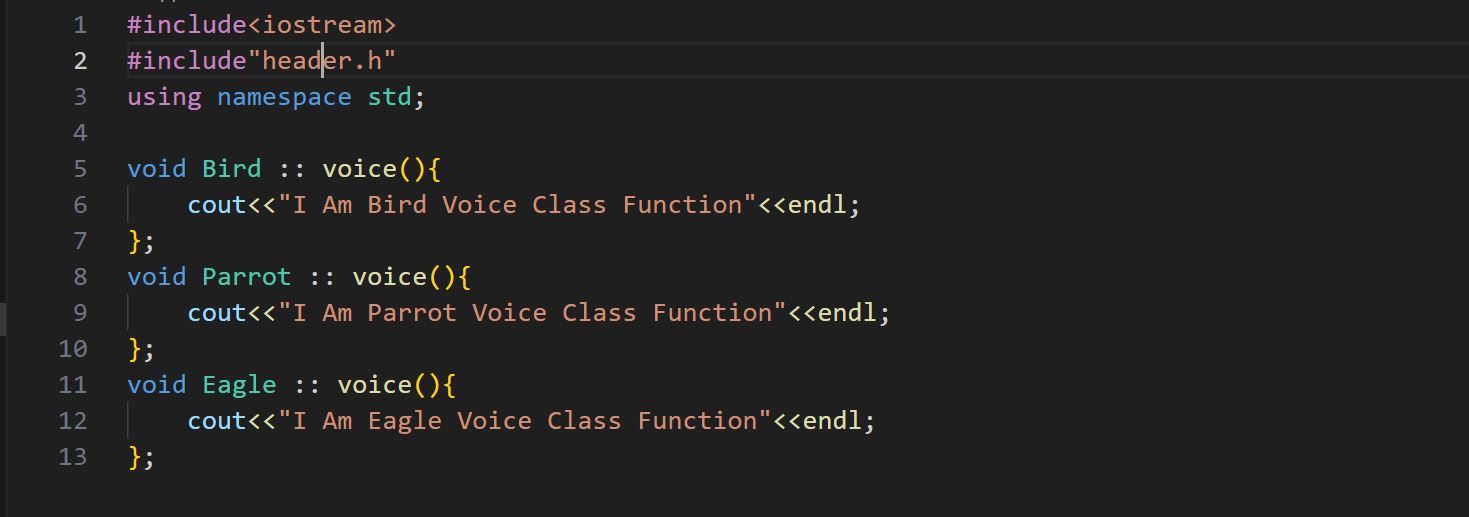 1 #include<iostream>
2 #include"header.h"
3 using namespace std;
4
5 void Bird :: voice(){
6     cout<<"I Am Bird Voice Class Function"<<endl;
7 };
8 void Parrot :: voice(){
9     cout<<"I Am Parrot Voice Class Function"<<endl;
10 };
11 void Eagle :: voice(){
12     cout<<"I Am Eagle Voice Class Function"<<endl;
13 };